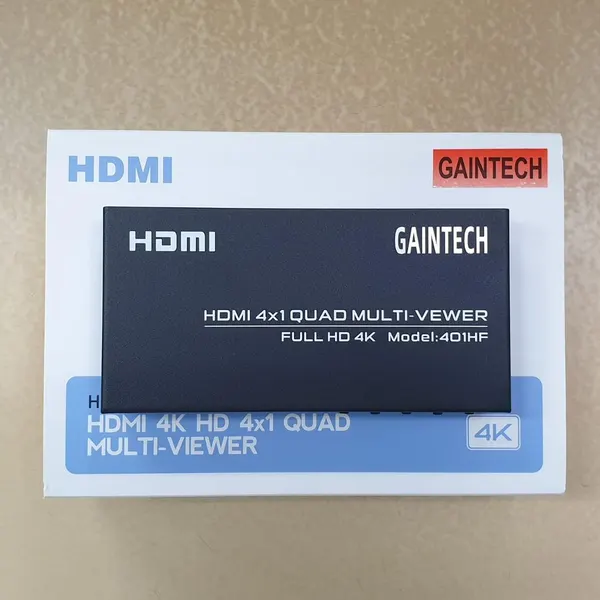 HDMI GAINTECH
HDMI GAINTECH
HDMI 4x1 QUAD MULTI-VEWER
FULL HD 4K Model:401HF
H
HDMI 4K HD 4x1 QUAD
MULTI-VIEWER
4K